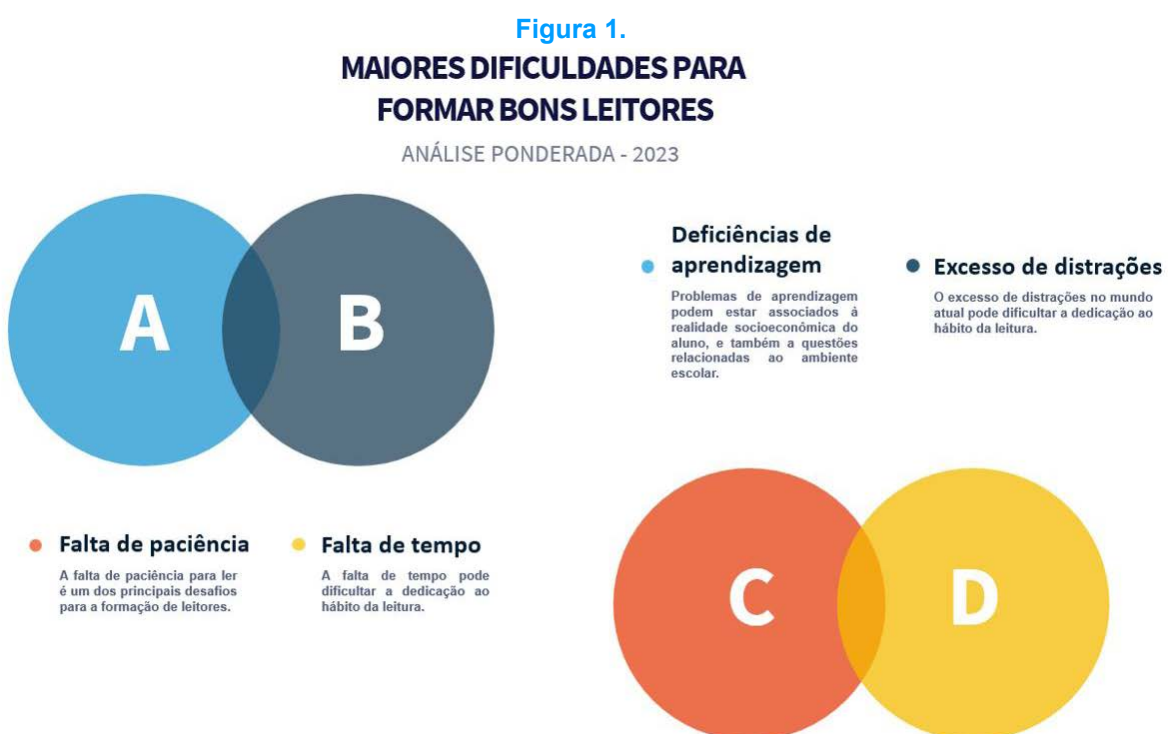 Figura 1.
MAIORES DIFICULDADES PARA
FORMAR BONS LEITORES
ANÁLISE PONDERADA - 2023
A
B
Deficiências de
aprendizagem
Problemas de aprendizagem
podem estar associados à
realidade socioeconómica do
aluno, e também a questões
relacionadas ao ambiente
escolar.
Excesso de distrações
O excesso de distrações no mundo
atual pode dificultar a dedicação ao
hábito da leitura.
Falta de paciência
A falta de paciência para ler
é um dos principais desafios
para a formação de leitores.
Falta de tempo
A falta de tempo pode
dificultar a dedicação ao
hábito da leitura.
C
D